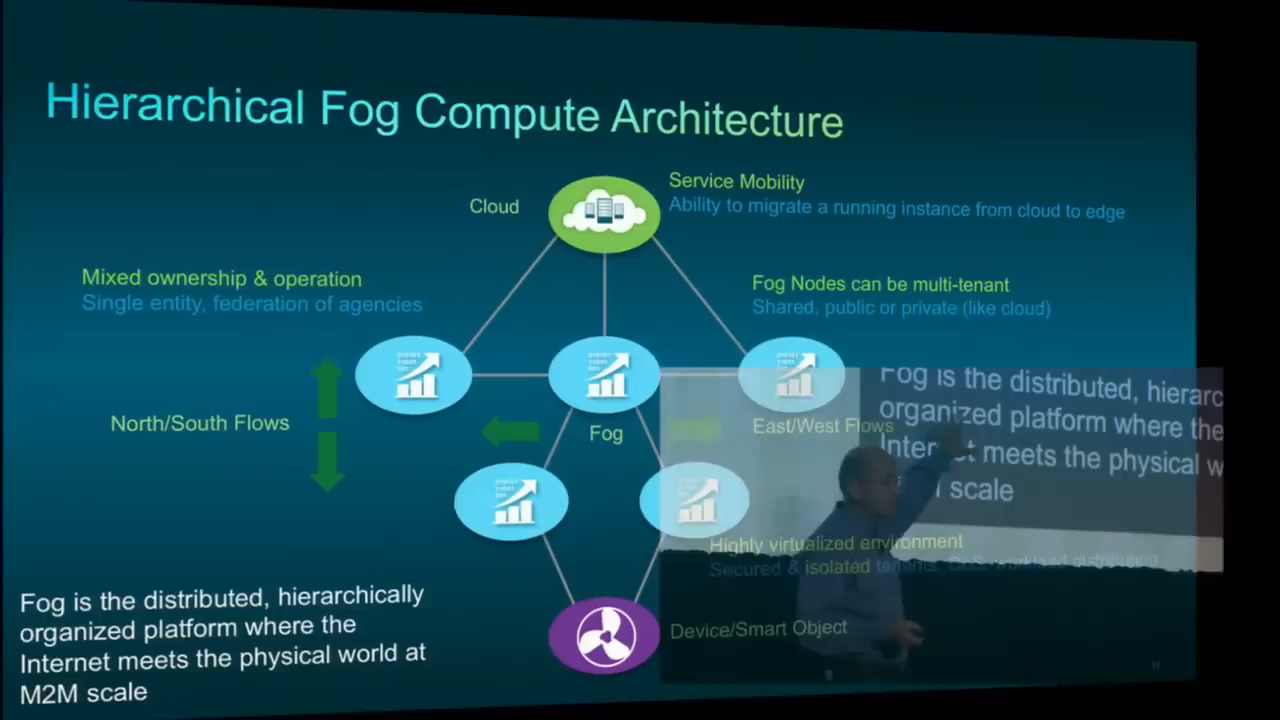 Hierarchical Fog Compute Architecture
Cloud
Service Mobility
Ability to migrate a running instance from cloud to edge
Mixed ownership & operation
Single entity, federation of agencies
Fog Nodes can be multi-tenant
Shared, public or private (like cloud)
North/South Flows
Fog
East/West Flows
Fog is the distributed, hierarc
organized platform where the
meets the physical w
scale
Highly virtualized environment
Secured & isolated tenants, QoS, workload distribution
Device/Smart Object
Fog is the distributed, hierarchically
organized platform where the
Internet meets the physical world at
M2M scale